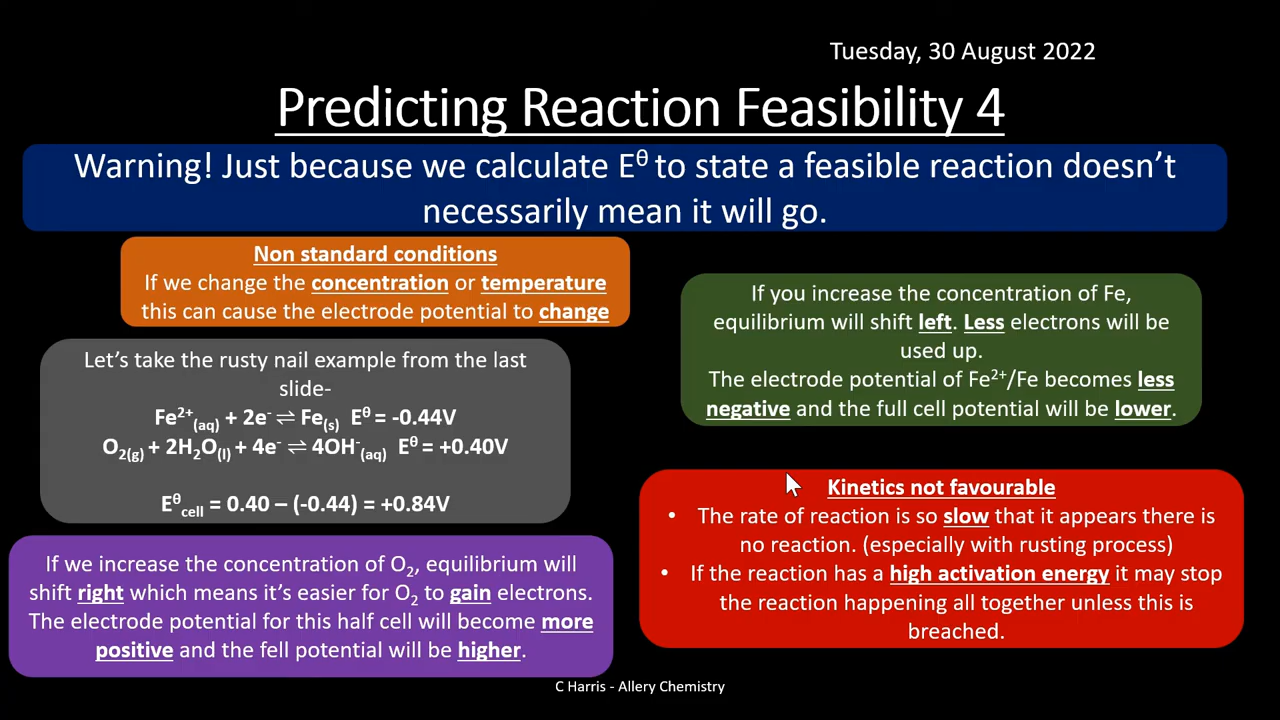 Tuesday, 30 August 2022
Predicting Reaction Feasibility 4
Warning! Just because we calculate Eᶿ to state a feasible reaction doesn’t
necessarily mean it will go.
Non standard conditions
If we change the concentration or temperature
this can cause the electrode potential to change
Let’s take the rusty nail example from the last
slide-
Fe²⁺(aq) + 2e⁻ ⇌ Fe(s) Eᶿ = -0.44V
O₂(g) + 2H₂O(l) + 4e⁻ ⇌ 4OH⁻(aq) Eᶿ = +0.40V
Eᶿcell = 0.40 – (-0.44) = +0.84V
If we increase the concentration of O₂, equilibrium will
shift right which means it’s easier for O₂ to gain electrons.
The electrode potential for this half cell will become more
positive and the fell potential will be higher.
If you increase the concentration of Fe,
equilibrium will shift left. Less electrons will be
used up.
The electrode potential of Fe²⁺/Fe becomes less
negative and the full cell potential will be lower.
Kinetics not favourable
• The rate of reaction is so slow that it appears there is
no reaction. (especially with rusting process)
• If the reaction has a high activation energy it may stop
the reaction happening all together unless this is
breached.
C Harris - Allery Chemistry